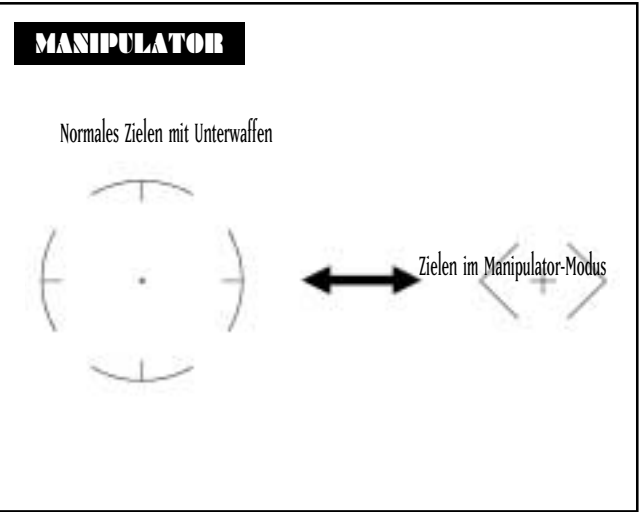 MANIPULATOR
Normales Zielen mit Unterwaffen
Zielen im Manipulator-Modus